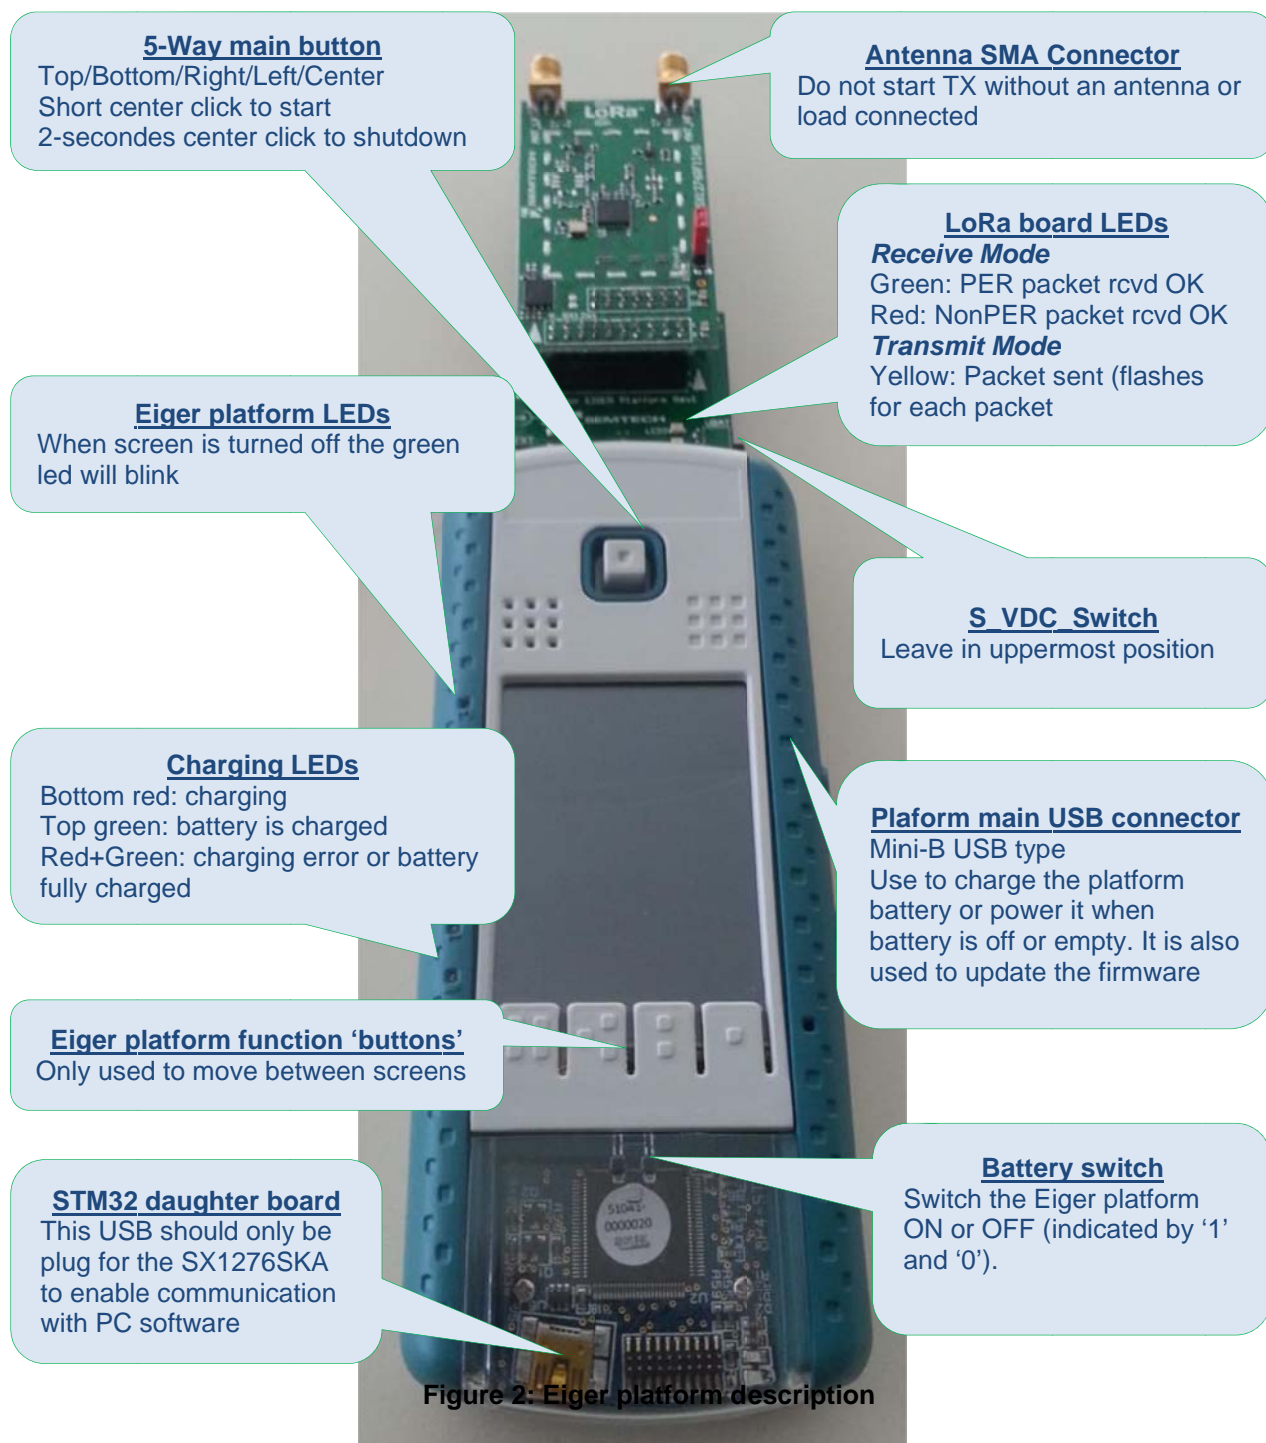 5-Way main button
Top/Bottom/Right/Left/Center
Short center click to start
2-secondes center click to shutdown
Antenna SMA Connector
Do not start TX without an antenna or
load connected
LoRa
LoRa board LEDs
Receive Mode
Green: PER packet rcvd OK
Red: NonPER packet rcvd OK
Transmit Mode
Yellow: Packet sent (flashes
for each packet
SEMTECH
Eiger platform LEDs
When screen is turned off the green
led will blink
S_VDC_Switch
Leave in uppermost position
Charging LEDs
Bottom red: charging
Top green: battery is charged
Red+Green: charging error or battery
fully charged
Plaform main USB connector
Mini-B USB type
Use to charge the platform
battery or power it when
battery is off or empty. It is also
used to update the firmware
Eiger platform function ‘buttons’
Only used to move between screens
Battery switch
Switch the Eiger platform
ON or OFF (indicated by ‘1’
and ‘0’).
STM32 daughter board
This USB should only be
plug for the SX1276SKA
to enable communication
with PC software
0000020
Figure 2: Eiger platform description